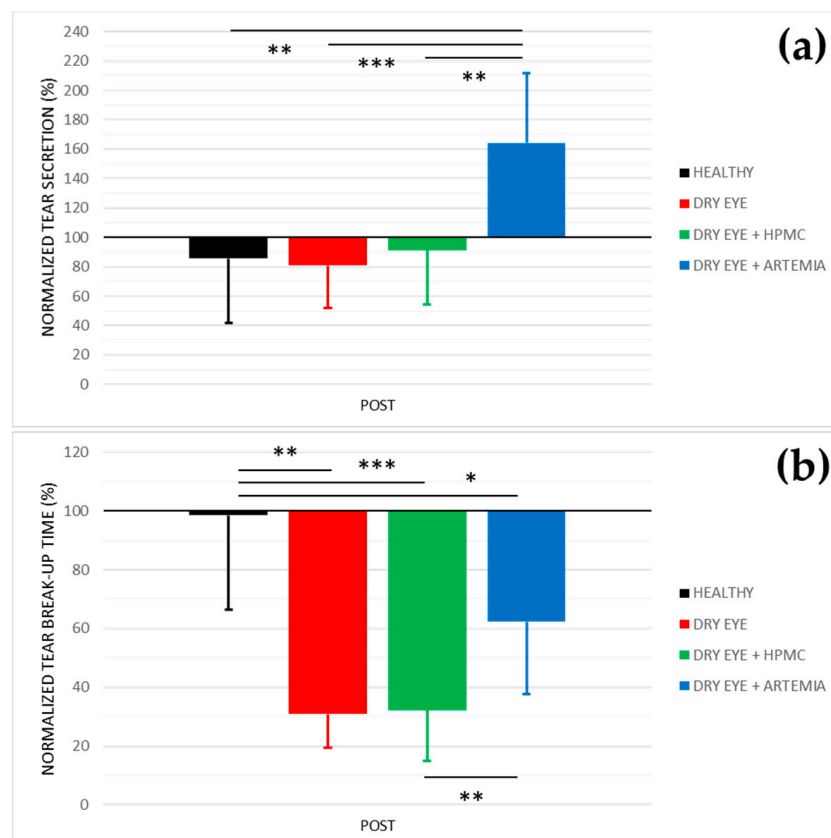 (a)
NORMALIZED TEAR SECRETION (%)
240
220
200
180
160
140
120
100
80
60
40
20
0
**
***
**
POST
HEALTHY
DRY EYE
DRY EYE + HPMC
DRY EYE + ARTEMIA
(b)
NORMALIZED TEAR BREAK-UP TIME (%)
120
100
80
60
40
20
0
**
***
*
**
POST
HEALTHY
DRY EYE
DRY EYE + HPMC
DRY EYE + ARTEMIA